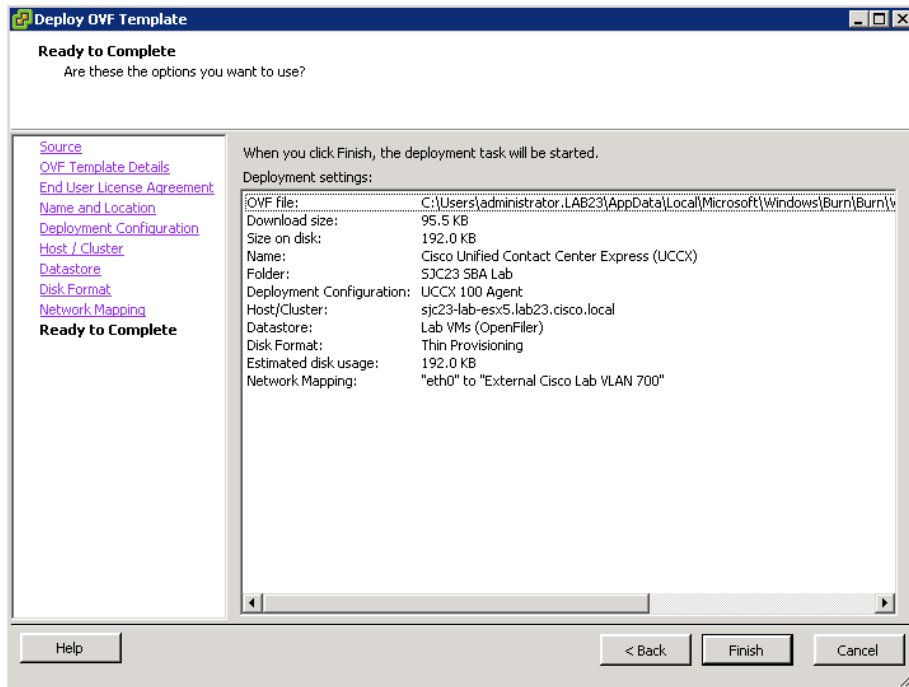 Deploy OVF Template
Ready to Complete
Are these the options you want to use?
Source
OVF Template Details
End User License Agreement
Name and Location
Deployment Configuration
Host / Cluster
Datastore
Disk Format
Network Mapping
Ready to Complete
When you click Finish, the deployment task will be started.
Deployment settings:
OVF file: C:\Users\administrator.LAB23\AppData\Local\Microsoft\Windows\Burn\Burn\
Download size: 95.5 KB
Size on disk: 192.0 KB
Name: Cisco Unified Contact Center Express (UCCX)
Folder: SJC23 SBA Lab
Deployment Configuration: UCCX 100 Agent
Host/Cluster: sjc23-lab-esx5.lab23.cisco.local
Datastore: Lab VMs (OpenFiler)
Disk Format: Thin Provisioning
Estimated disk usage: 192.0 KB
Network Mapping: "eth0" to "External Cisco Lab VLAN 700"
Help
< Back
Finish
Cancel